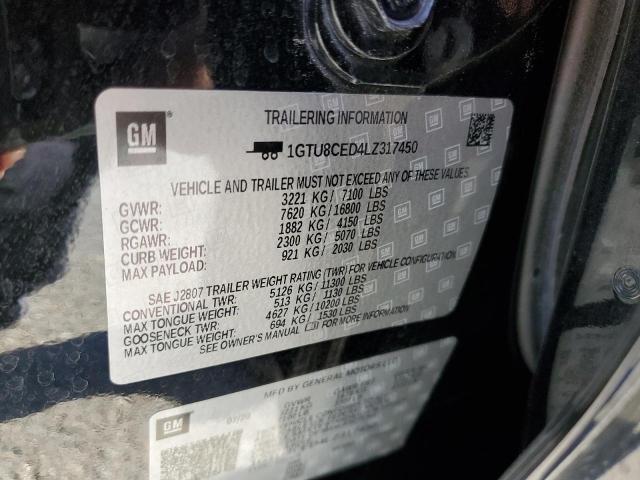 GM
TRAILERING INFORMATION
1GTU8CED4LZ317450
VEHICLE AND TRAILER MUST NOT EXCEED ANY OF THESE VALUES
GVWR: 3221 KG/ 7100 LBS
GCWR: 7620 KG/16800 LBS
RGAWR: 1882 KG/ 4150 LBS
CURB WEIGHT: 2300 KG/ 5070 LBS
MAX PAYLOAD: 921 KG/ 2030 LBS
SAE J2807 TRAILER WEIGHT RATING (TWR) FOR VEHICLE CONFIGURATION
CONVENTIONAL TWR: 5126 KG/ 11300 LBS
MAX TONGUE WEIGHT: 513 KG/ 1130 LBS
GOOSENECK TWR: 4627 KG/10200 LBS
MAX TONGUE WEIGHT: 694 KG/ 1530 LBS
SEE OWNER'S MANUAL FOR MORE INFORMATION
GM
MFD BY GENERAL MOTORS LLC
07/20
GVWR